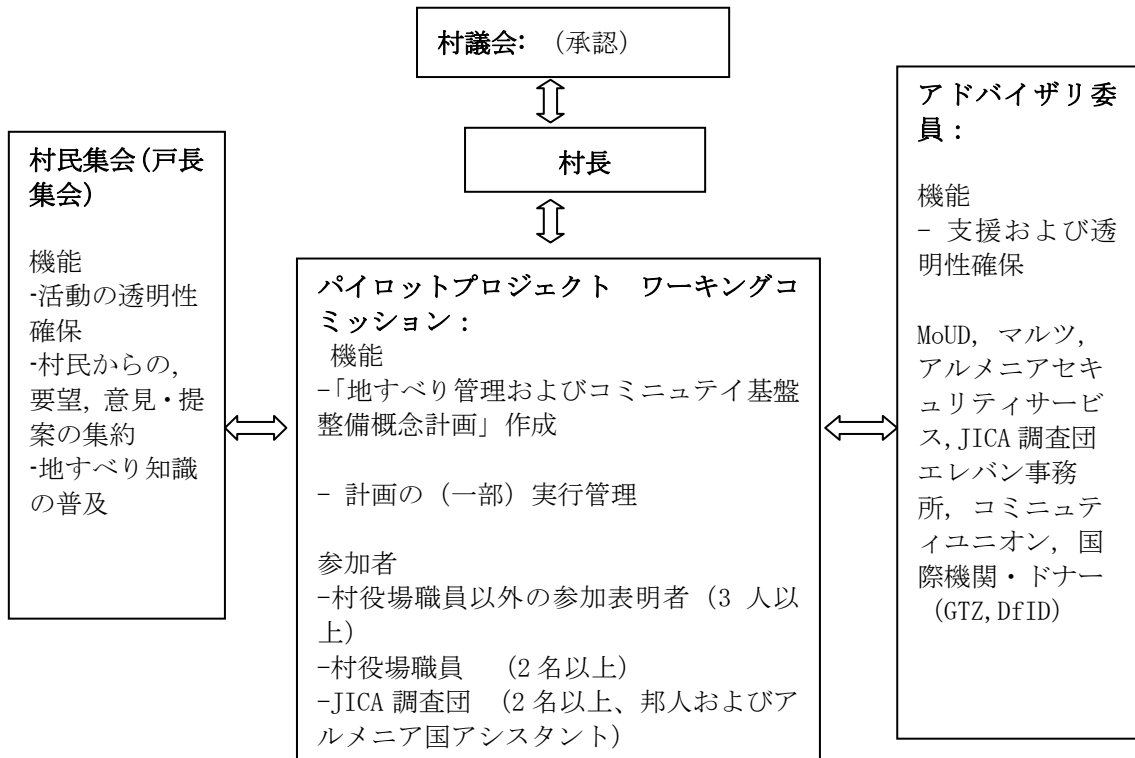 村議会: （承認）
村長
村民集会(戸長
集会)
機能
-活動の透明性
確保
-村民からの,
要望, 意見・提
案の集約
-地すべり知識
の普及
パイロットプロジェクト　ワーキングコ
ミッション：
機能
-「地すべり管理およびコミニュテイ基盤
整備概念計画」作成
- 計画の（一部）実行管理
参加者
-村役場職員以外の参加表明者（3 人以
上）
-村役場職員　（2 名以上）
-JICA 調査団　（2 名以上、邦人およびア
ルメニア国アシスタント）
アドバイザリ委
員：
機能
- 支援および透
明性確保
MoUD, マルツ,
アルメニアセキ
ュリティサービ
ス, JICA 調査団
エレバン事務
所, コミニュテ
ィユニオン, 国
際機関・ドナー
（GTZ, DfID）